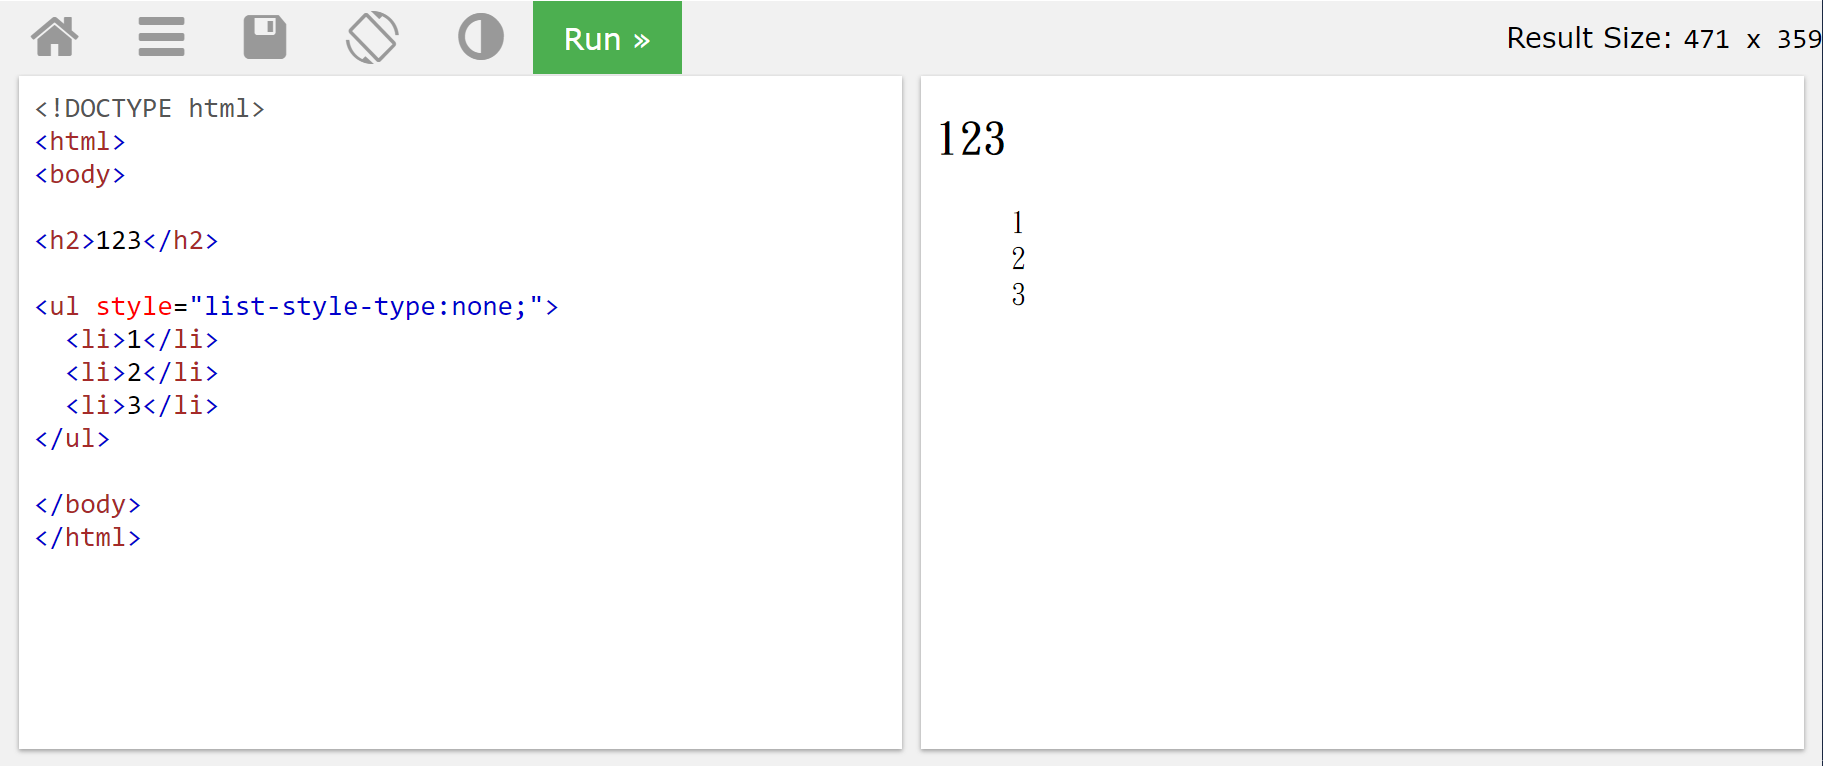 Run »
Result Size: 471 x 359
<!DOCTYPE html>
<html>
<body>
<h2>123</h2>
<ul style="list-style-type:none;">
  <li>1</li>
  <li>2</li>
  <li>3</li>
</ul>
</body>
</html>
123
1
2
3